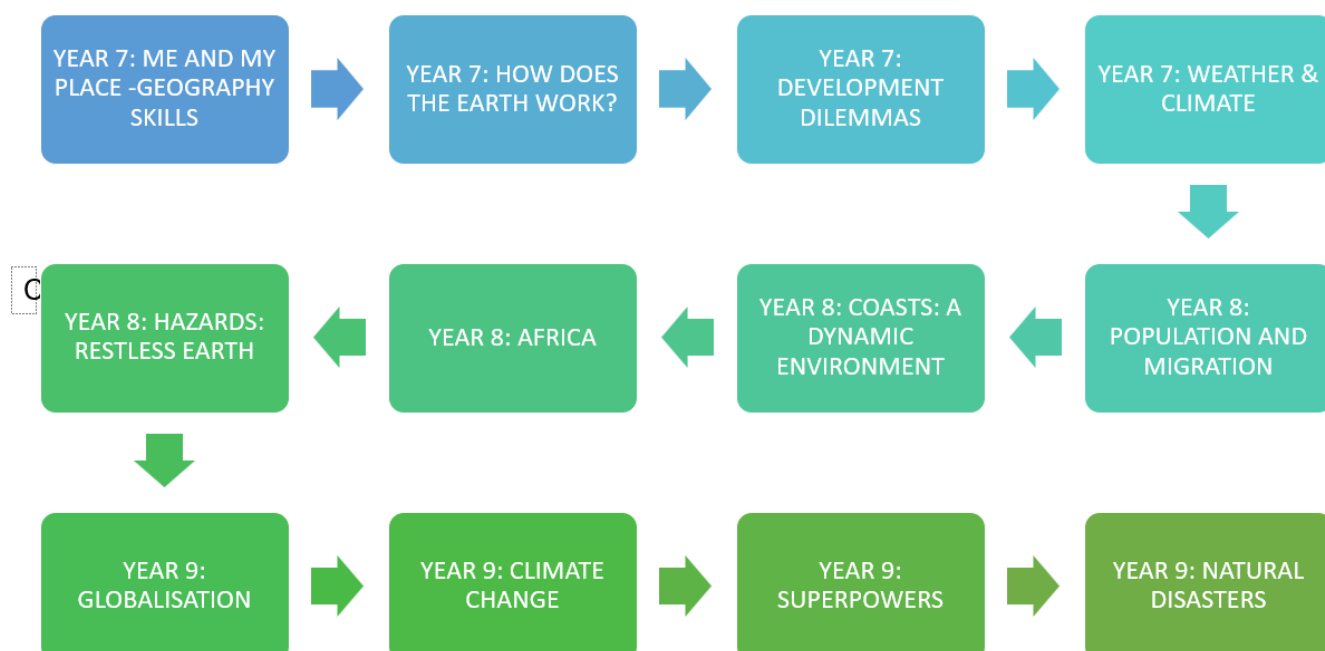 YEAR 7: ME AND MY
PLACE -GEOGRAPHY
SKILLS
YEAR 7: HOW DOES
THE EARTH WORK?
YEAR 7:
DEVELOPMENT
DILEMMAS
YEAR 7: WEATHER &
CLIMATE
YEAR 8:
POPULATION AND
MIGRATION
YEAR 8: COASTS: A
DYNAMIC
ENVIRONMENT
YEAR 8: AFRICA
YEAR 8: HAZARDS:
RESTLESS EARTH
YEAR 9:
GLOBALISATION
YEAR 9: CLIMATE
CHANGE
YEAR 9:
SUPERPOWERS
YEAR 9: NATURAL
DISASTERS